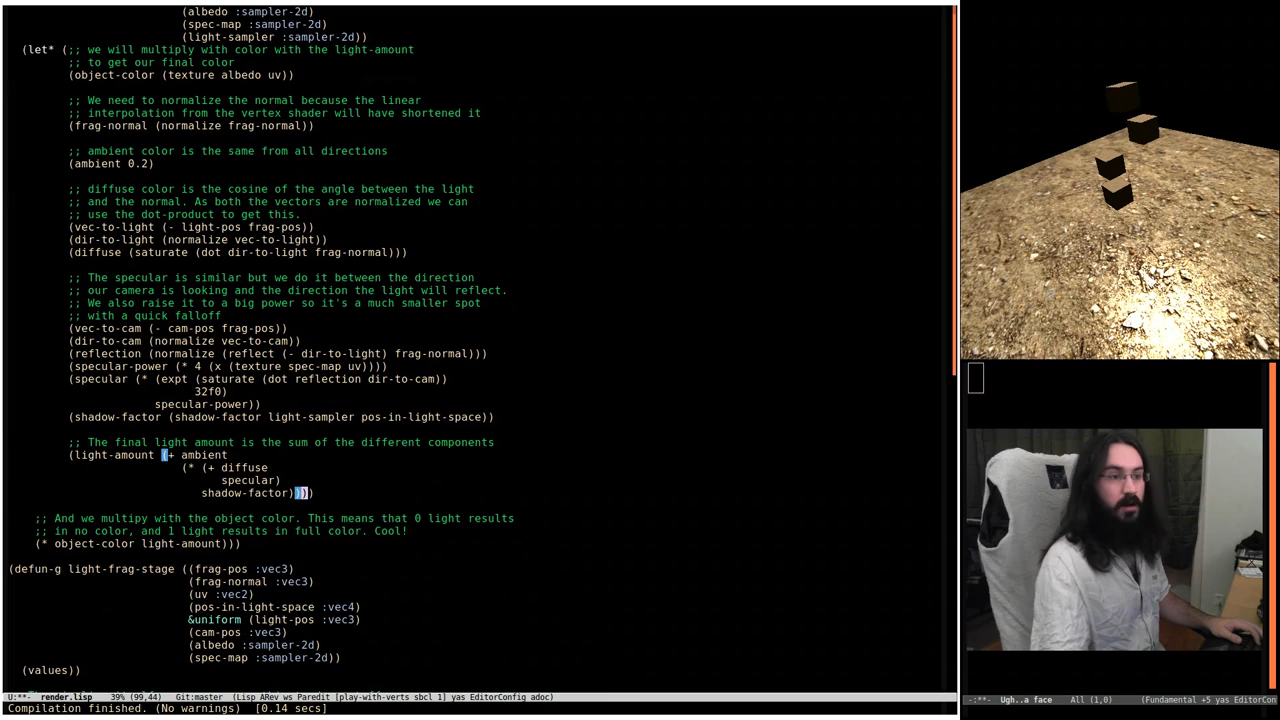 (albedo :sampler-2d)
(spec-map :sampler-2d)
(light-sampler :sampler-2d))
(let* (;; we will multiply with color with the light-amount
;; to get our final color
(object-color (texture albedo uv))
;; We need to normalize the normal because the linear
;; interpolation from the vertex shader will have shortened it
(frag-normal (normalize frag-normal))
;; ambient color is the same from all directions
(ambient 0.2)
;; diffuse color is the cosine of the angle between the light
;; and the normal. As both the vectors are normalized we can
;; use the dot-product to get this.
(vec-to-light (- light-pos frag-pos))
(dir-to-light (normalize vec-to-light))
(diffuse (saturate (dot dir-to-light frag-normal)))
;; The specular is similar but we do it between the direction
;; our camera is looking and the direction the light will reflect.
;; We also raise it to a big power so it's a much smaller spot
;; with a quick falloff
(vec-to-cam (- cam-pos frag-pos))
(dir-to-cam (normalize vec-to-cam))
(reflection (normalize (reflect (- dir-to-light) frag-normal)))
(specular-power (* 4 (x (texture spec-map uv))))
(specular (* (expt (saturate (dot reflection dir-to-cam))
32f0)
specular-power))
(shadow-factor (shadow-factor light-sampler pos-in-light-space))
;; The final light amount is the sum of the different components
(light-amount (+ ambient
(* (+ diffuse
specular)
shadow-factor))))
;; And we multipy with the object color. This means that 0 light results
;; in no color, and 1 light results in full color. Cool!
(* object-color light-amount)))
(defun-g light-frag-stage ((frag-pos :vec3)
(frag-normal :vec3)
(uv :vec2)
(pos-in-light-space :vec4)
&uniform (light-pos :vec3)
(cam-pos :vec3)
(albedo :sampler-2d)
(spec-map :sampler-2d))
(values))
U:**- render.lisp 39% (99,44) Git:master (Lisp ARev ws Paredit [play-with-verts sbcl 1] yas EditorConfig adoc)
Compilation finished. (No warnings) [0.14 secs]
-:**- Ugh..a face All (1,0) (Fundamental +5 yas EditorCon